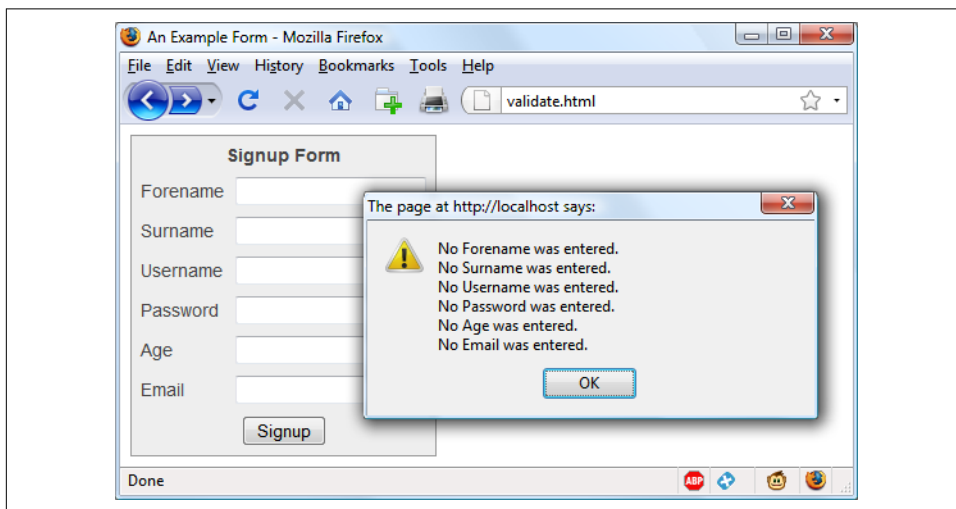 An Example Form - Mozilla Firefox
File Edit View History Bookmarks Tools Help
validate.html
Signup Form
Forename
Surname
Username
Password
Age
Email
Signup
The page at http://localhost says:
No Forename was entered.
No Surname was entered.
No Username was entered.
No Password was entered.
No Age was entered.
No Email was entered.
OK
Done
ABP